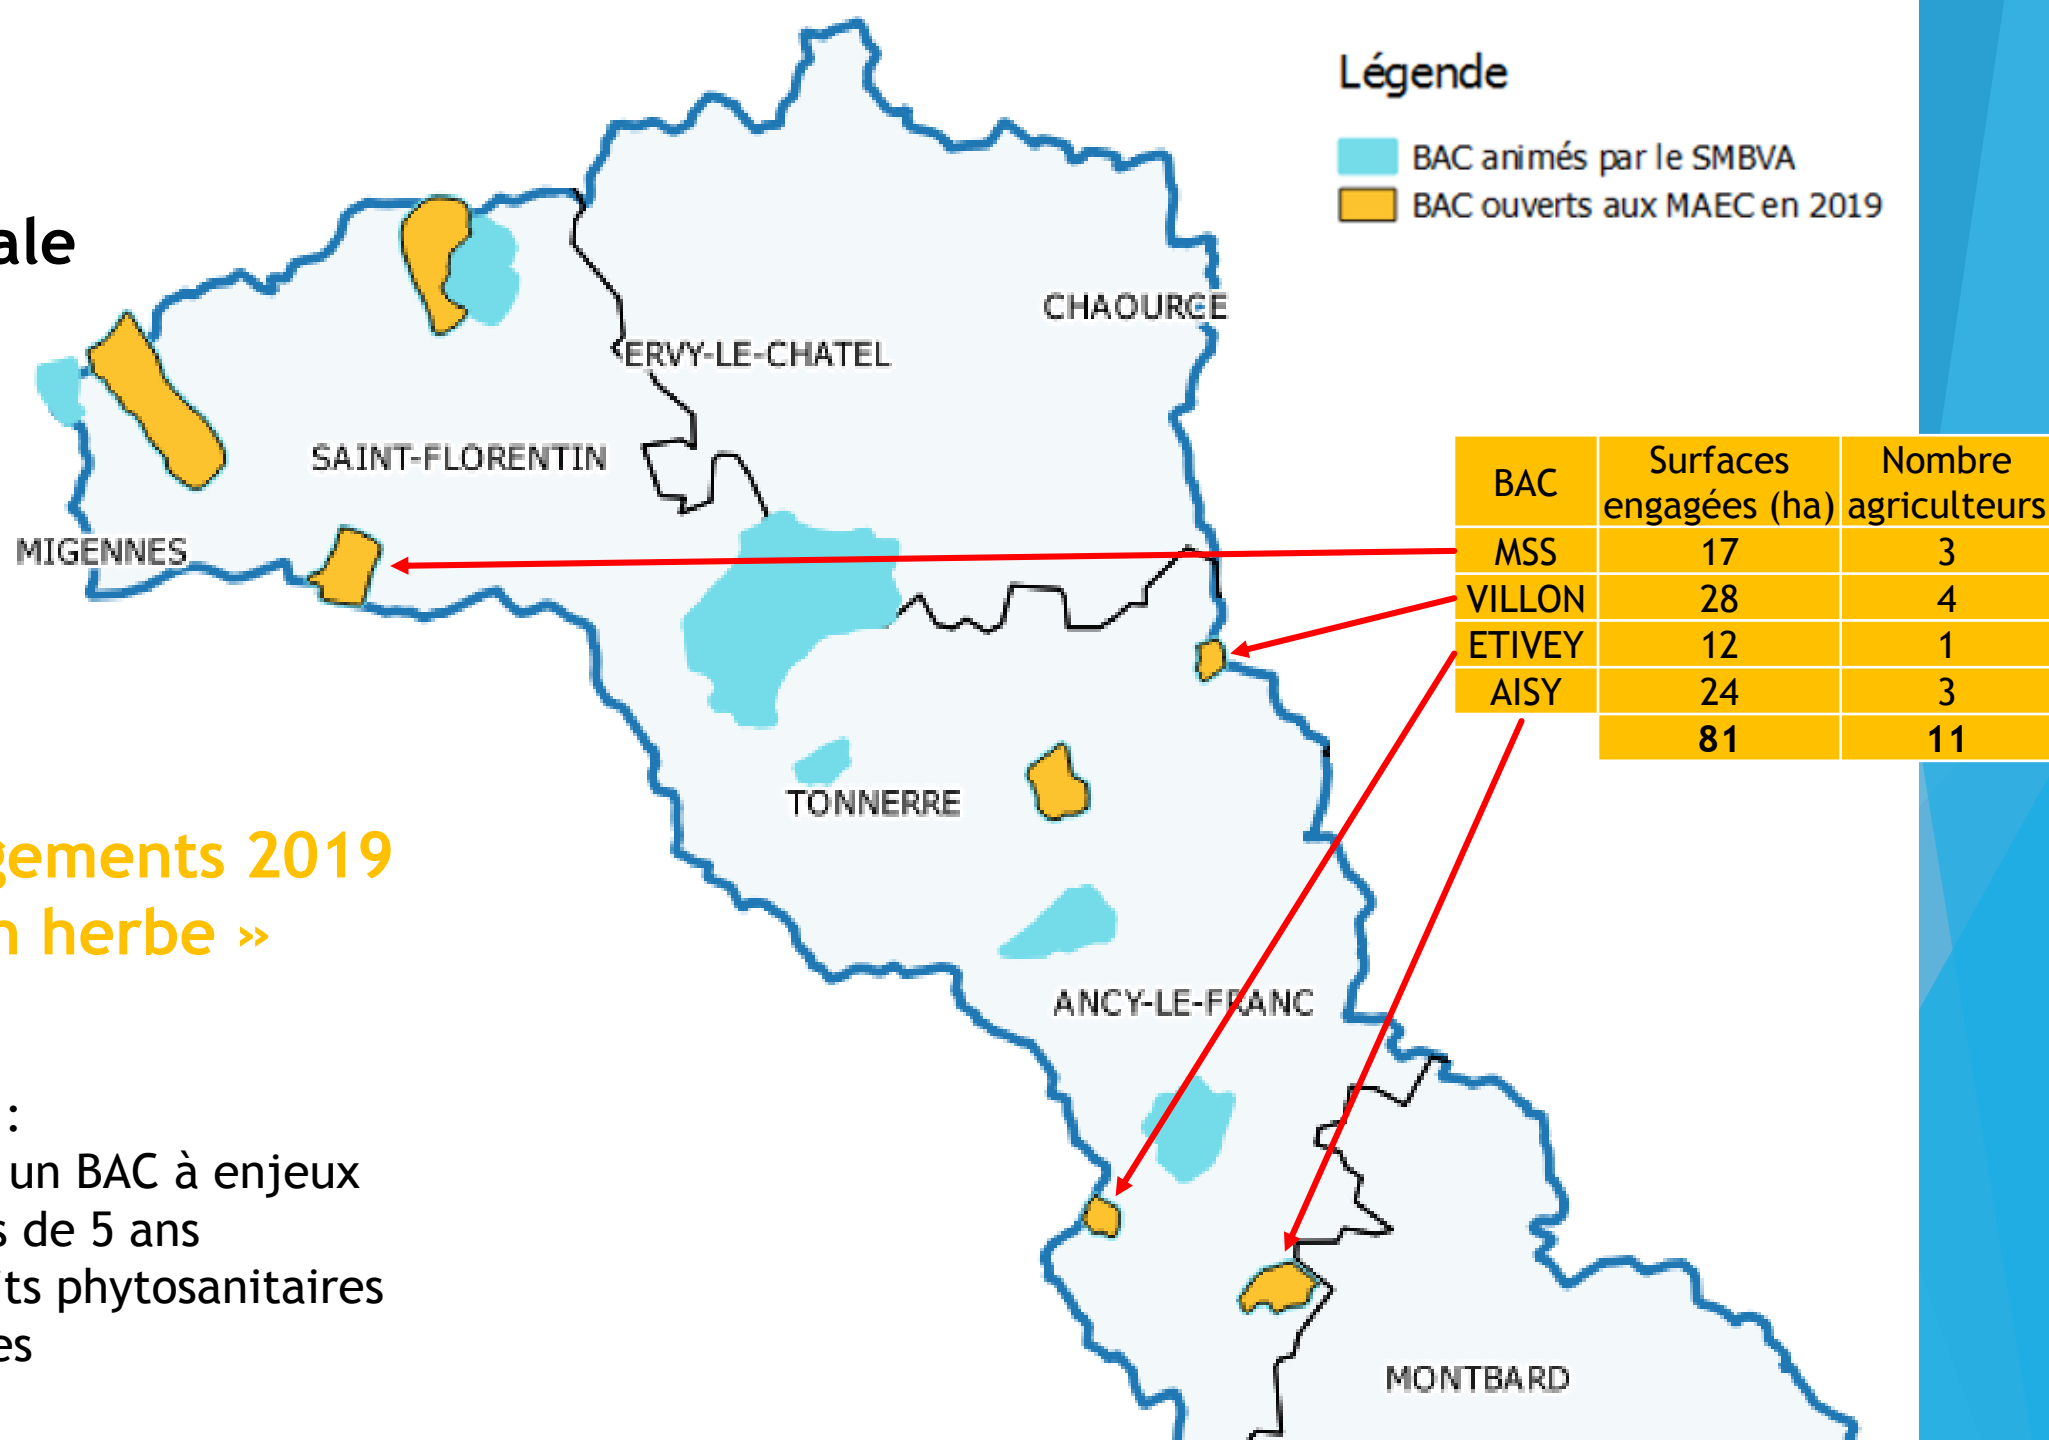 Légende
BAC animés par le SMBVA
BAC ouverts aux MAEC en 2019
ale
CHAOURCE
ERVY-LE-CHATEL
SAINT-FLORENTIN
MIGENNES
TONNERRE
ANCY-LE-FRANC
MONTBARD
BAC Surfaces engagées (ha) Nombre agriculteurs
MSS 17 3
VILLON 28 4
ETIVEY 12 1
AISY 24 3
81 11
gements 2019
n herbe »
:
un BAC à enjeux
s de 5 ans
its phytosanitaires
es